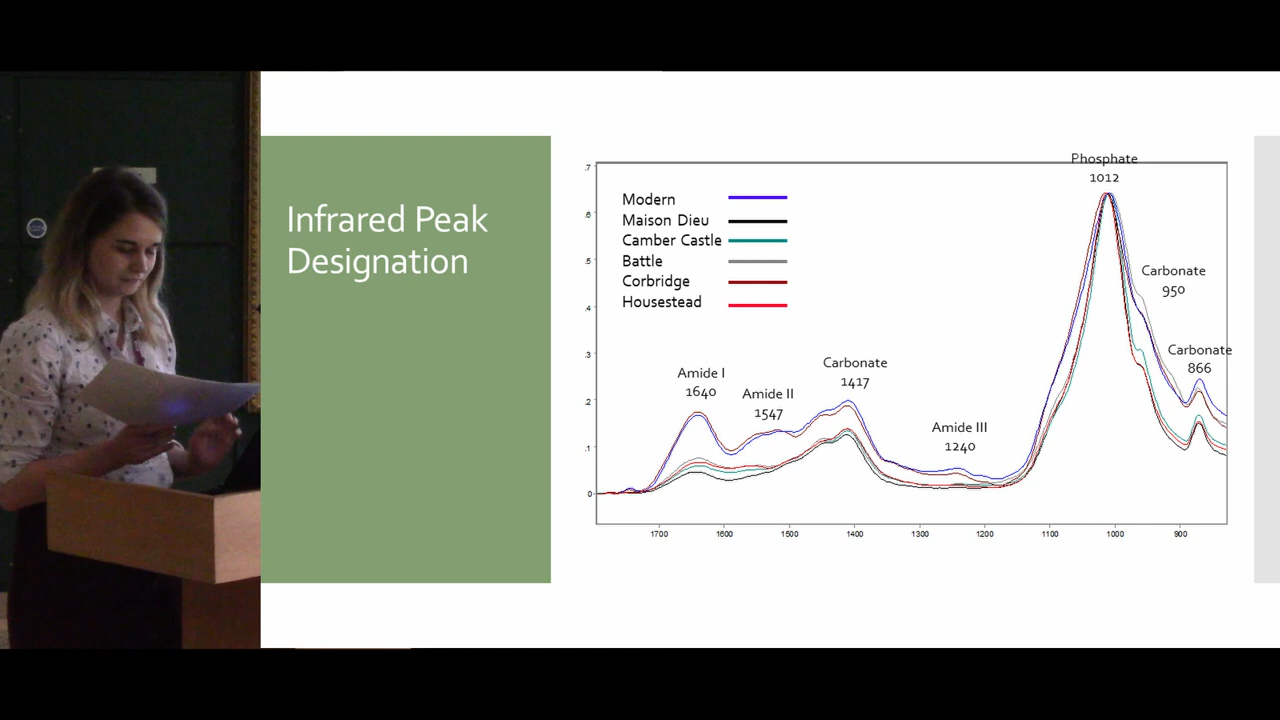 Infrared Peak
Designation
Modern
Maison Dieu
Camber Castle
Battle
Corbridge
Housestead
Phosphate
1012
Carbonate
950
Carbonate
866
Carbonate
1417
Amide I
1640
Amide II
1547
Amide III
1240
.7
.6
.5
.4
.3
.2
.1
0
1700
1600
1500
1400
1300
1200
1100
1000
900